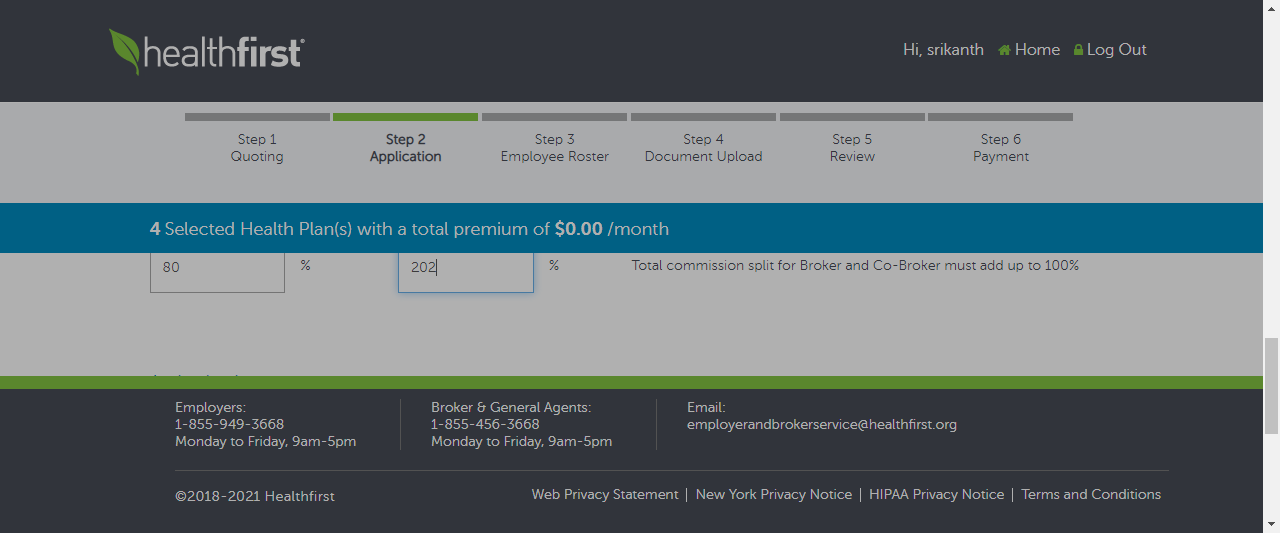 healthfirst®
Hi, srikanth Home Log Out
Step 1 Step 2 Step 3 Step 4 Step 5 Step 6
Quoting Application Employee Roster Document Upload Review Payment
4 Selected Health Plan(s) with a total premium of $0.00 /month
80 % 202 % Total commission split for Broker and Co-Broker must add up to 100%
Employers:
1-855-949-3668
Monday to Friday, 9am-5pm
Broker & General Agents:
1-855-456-3668
Monday to Friday, 9am-5pm
Email:
employerandbrokerservice@healthfirst.org
©2018-2021 Healthfirst
Web Privacy Statement | New York Privacy Notice | HIPAA Privacy Notice | Terms and Conditions